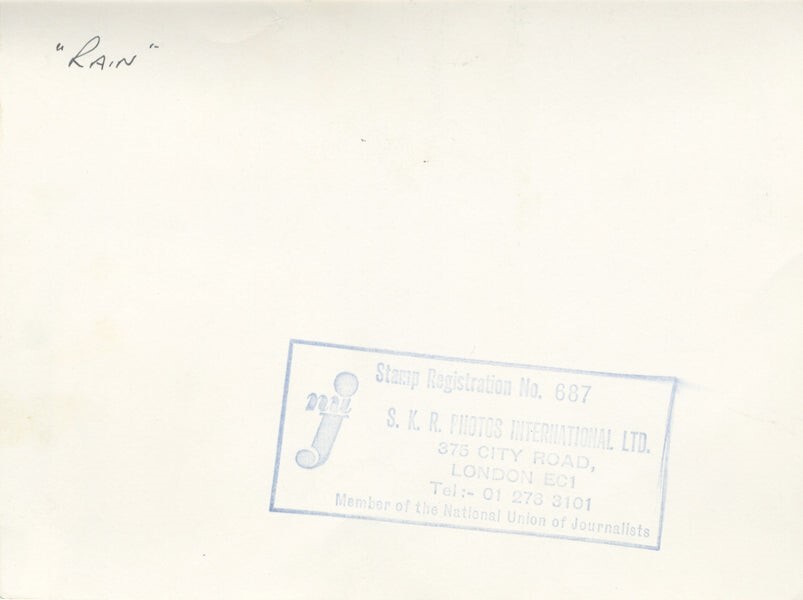 "RAIN"
Stamp Registration No. 687
nuj
S. K. R. PHOTOS INTERNATIONAL LTD.
375 CITY ROAD,
LONDON EC1
Tel:- 01 278 3101
Member of the National Union of Journalists